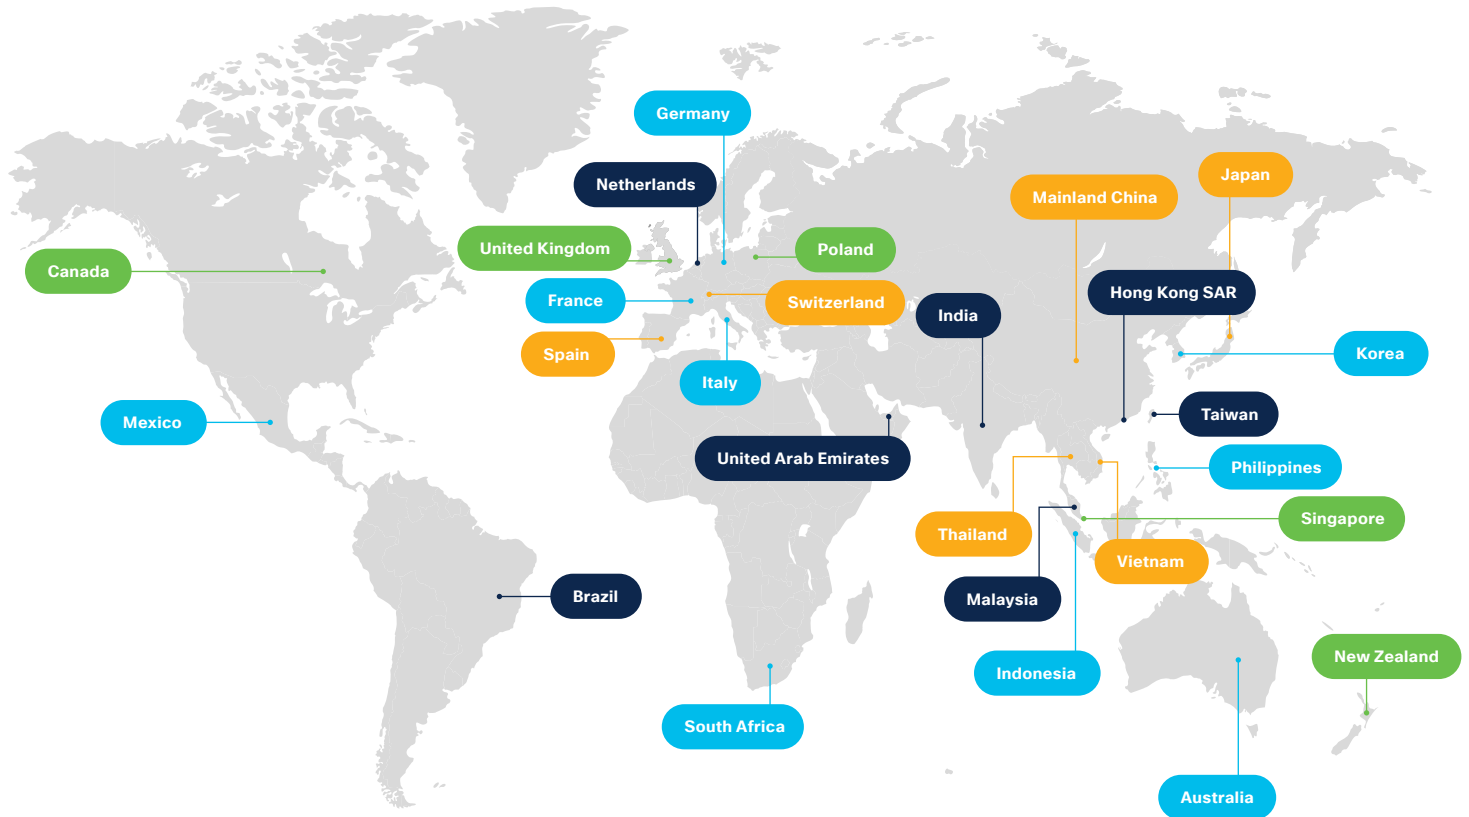 Germany
Netherlands
Japan
Mainland China
United Kingdom
Poland
Canada
Hong Kong SAR
France
Switzerland
India
Spain
Korea
Italy
Taiwan
Mexico
United Arab Emirates
Philippines
Singapore
Thailand
Vietnam
Brazil
Malaysia
New Zealand
Indonesia
South Africa
Australia